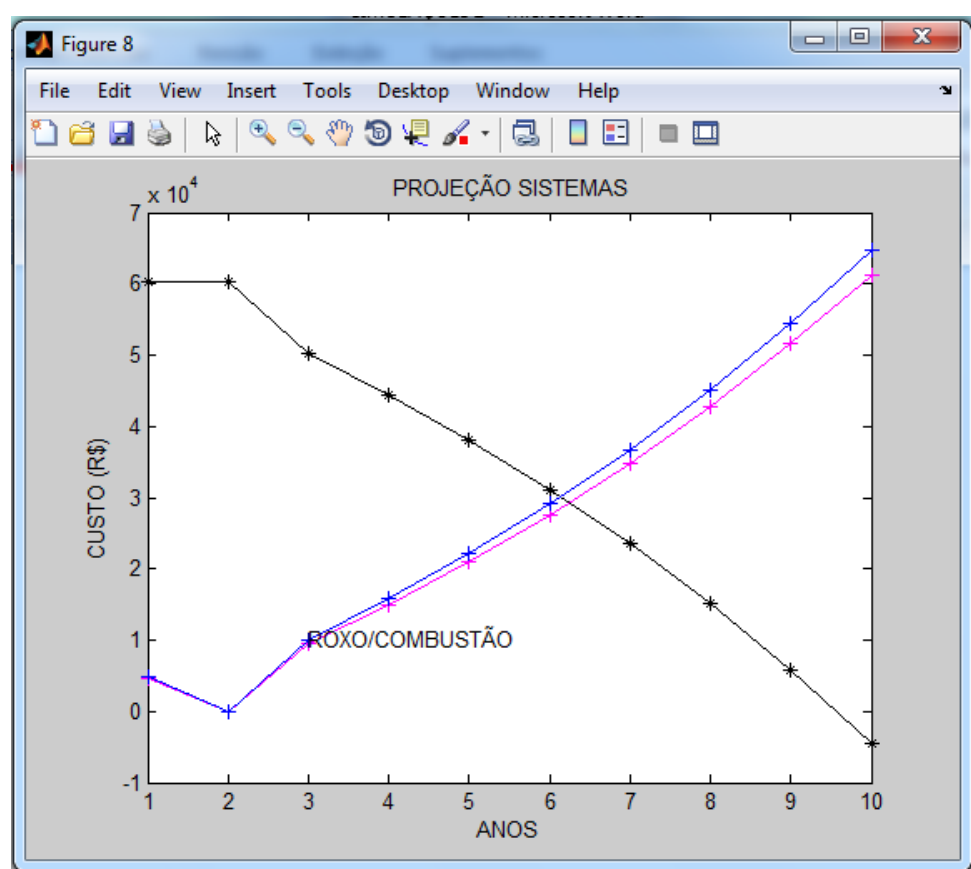 Figure 8
File Edit View Insert Tools Desktop Window Help
x 10^4
PROJEÇÃO SISTEMAS
7
6
5
4
3
2
1
0
-1
CUSTO (R$)
ROXO/COMBUSTÃO
1 2 3 4 5 6 7 8 9 10
ANOS